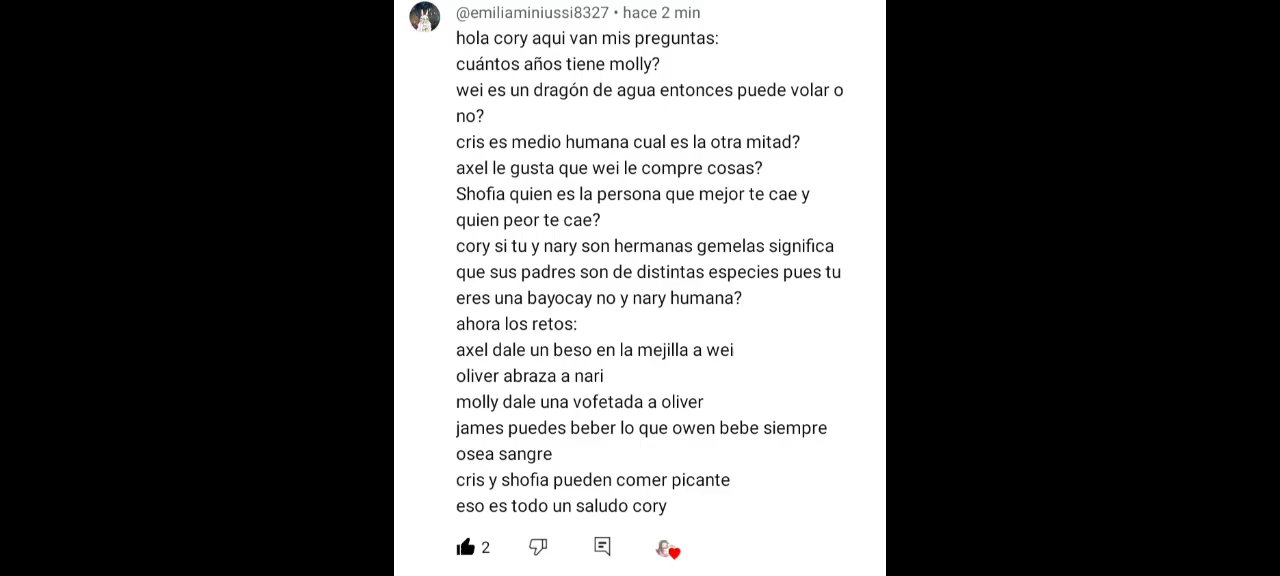 @emiliaminiussi8327 • hace 2 min
hola cory aqui van mis preguntas:
cuántos años tiene molly?
wei es un dragón de agua entonces puede volar o
no?
cris es medio humana cual es la otra mitad?
axel le gusta que wei le compre cosas?
Shofia quien es la persona que mejor te cae y
quien peor te cae?
cory si tu y nary son hermanas gemelas significa
que sus padres son de distintas especies pues tu
eres una bayocay no y nary humana?
ahora los retos:
axel dale un beso en la mejilla a wei
oliver abraza a nari
molly dale una vofetada a oliver
james puedes beber lo que owen bebe siempre
osea sangre
cris y shofia pueden comer picante
eso es todo un saludo cory
2